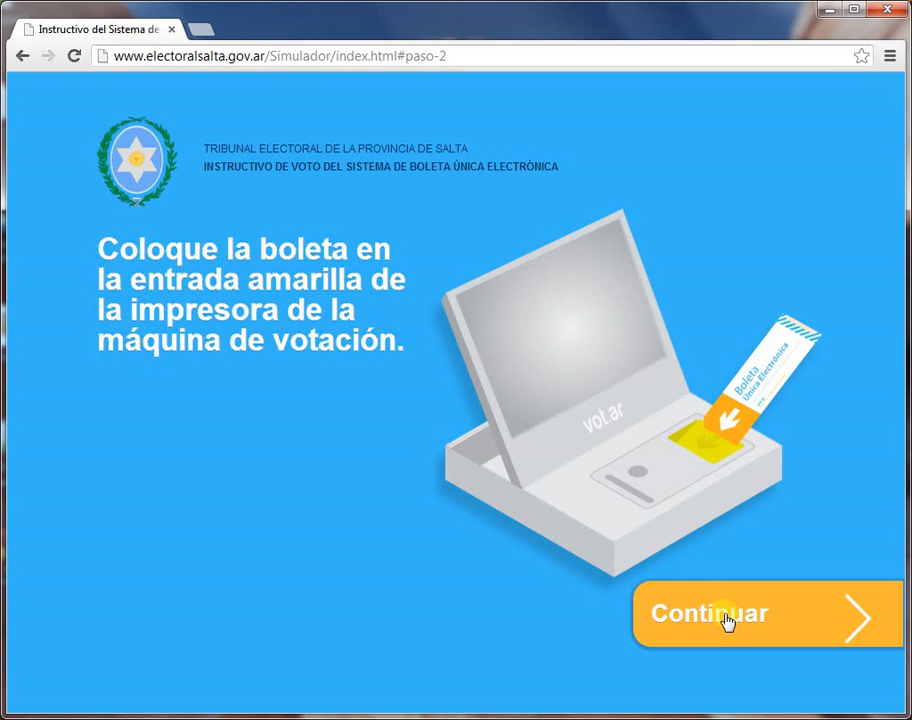 Instructivo del Sistema de
www.electoralsalta.gov.ar/Simulador/index.html#paso-2
TRIBUNAL ELECTORAL DE LA PROVINCIA DE SALTA
INSTRUCTIVO DE VOTO DEL SISTEMA DE BOLETA ÚNICA ELECTRÓNICA
Coloque la boleta en
la entrada amarilla de
la impresora de la
máquina de votación.
Boleta
Única Electrónica
vot.ar
Continuar